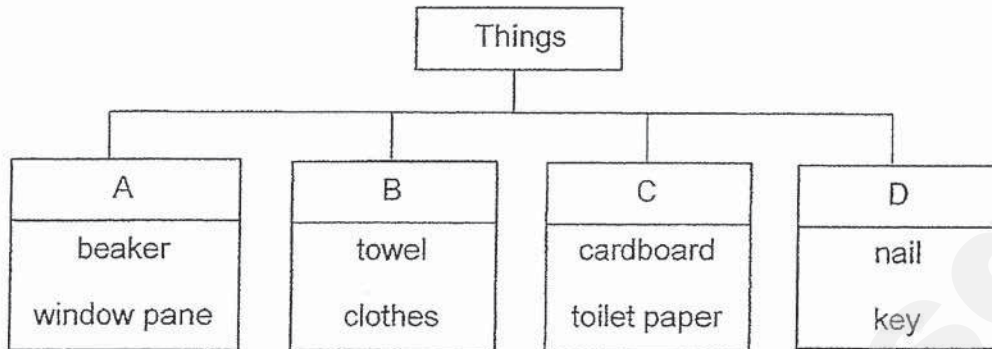 Things
A
beaker
window pane
B
towel
clothes
C
cardboard
toilet paper
D
nail
key